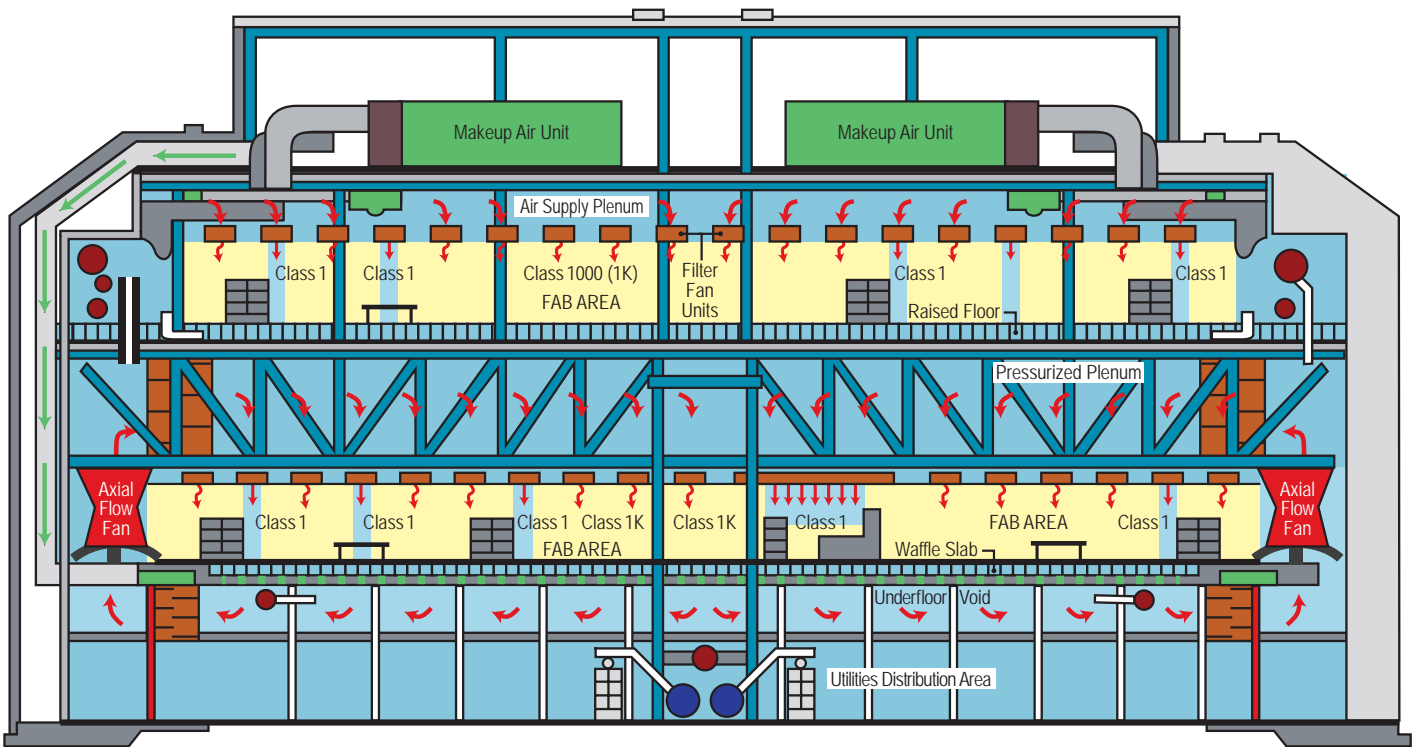 Makeup Air Unit
Makeup Air Unit
Air Supply Plenum
Class 1
Class 1
Class 1000 (1K)
FAB AREA
Filter
Fan
Units
Class 1
Class 1
Raised Floor
Pressurized Plenum
Axial
Flow
Fan
Class 1
Class 1
Class 1
Class 1K
FAB AREA
Class 1K
Class 1
FAB AREA
Class 1
Axial
Flow
Fan
Waffle Slab
Underfloor Void
Utilities Distribution Area